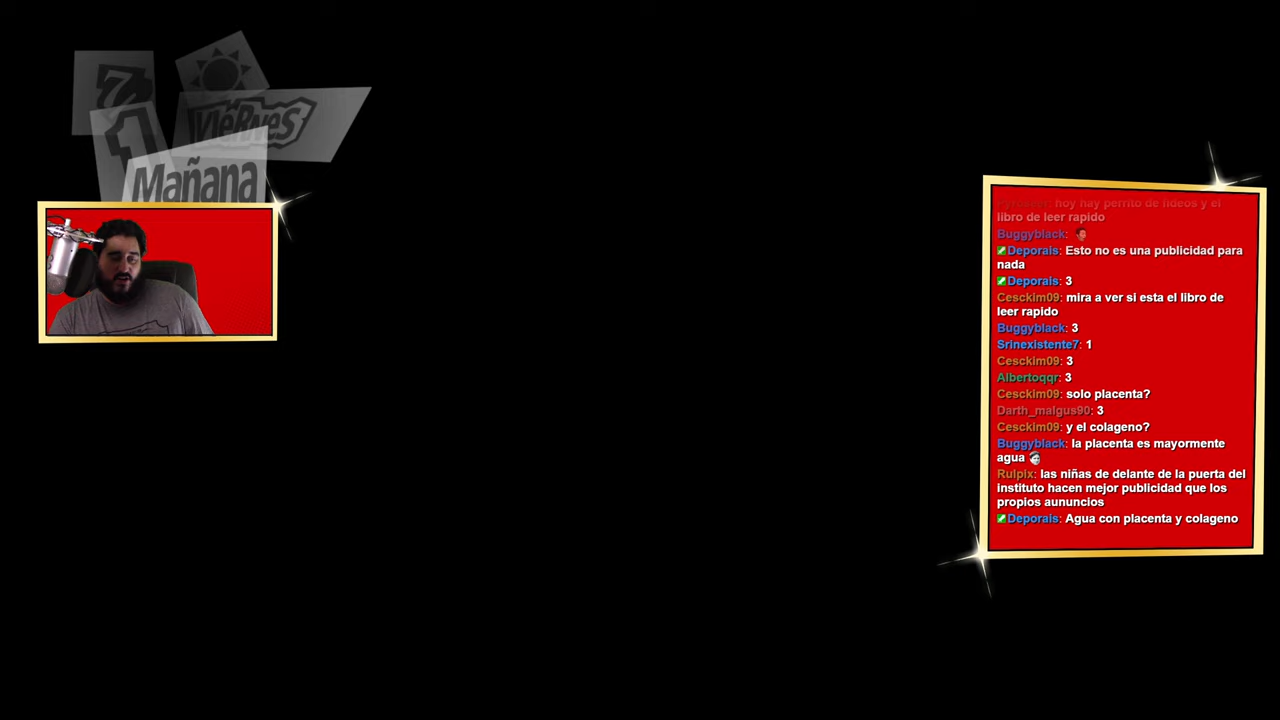 7
1
Viérnes
Mañana
Pyroseer: hoy hay perrito de fideos y el
libro de leer rapido
Buggyblack:
Deporais: Esto no es una publicidad para
nada
Deporais: 3
Cesckim09: mira a ver si esta el libro de
leer rapido
Buggyblack: 3
Srinexistente7: 1
Cesckim09: 3
Albertoqqr: 3
Cesckim09: solo placenta?
Darth_malgus90: 3
Cesckim09: y el colageno?
Buggyblack: la placenta es mayormente
agua
Rulpix: las niñas de delante de la puerta del
instituto hacen mejor publicidad que los
propios aununcios
Deporais: Agua con placenta y colageno